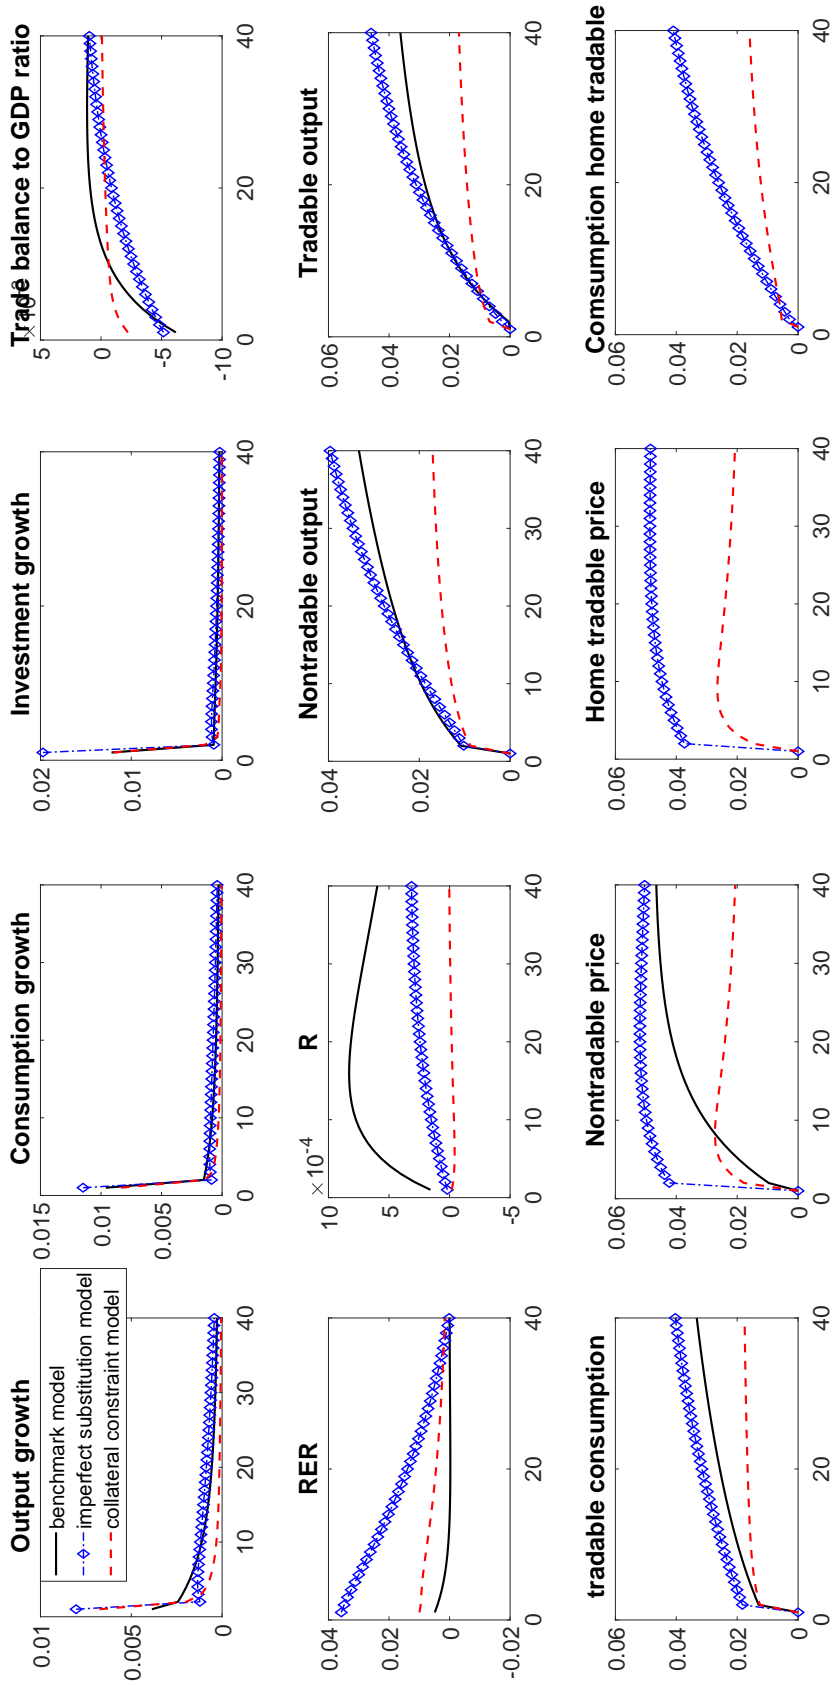 Output growth
0.01
0.005
0
10 20 30 40
benchmark model
imperfect substitution model
collateral constraint model
Consumption growth
0.015
0.01
0.005
0
0 10 20 30 40
Investment growth
0.02
0.01
0
0 20 40
Trade balance to GDP ratio
5
0
-5
-10
0 20 40
RER
0.04
0.02
0
-0.02
0 20 40
R
×10-4
10
5
0
-5
0 10 20 30 40
Nontradable output
0.04
0.02
0
0 10 20 30 40
Tradable output
0.06
0.04
0.02
0
0 20 40
tradable consumption
0.06
0.04
0.02
0
0 20 40
Nontradable price
0.06
0.04
0.02
0
0 10 20 30 40
Home tradable price
0.06
0.04
0.02
0
0 10 20 30 40
Comsumption home tradable
0.06
0.04
0.02
0
0 20 40